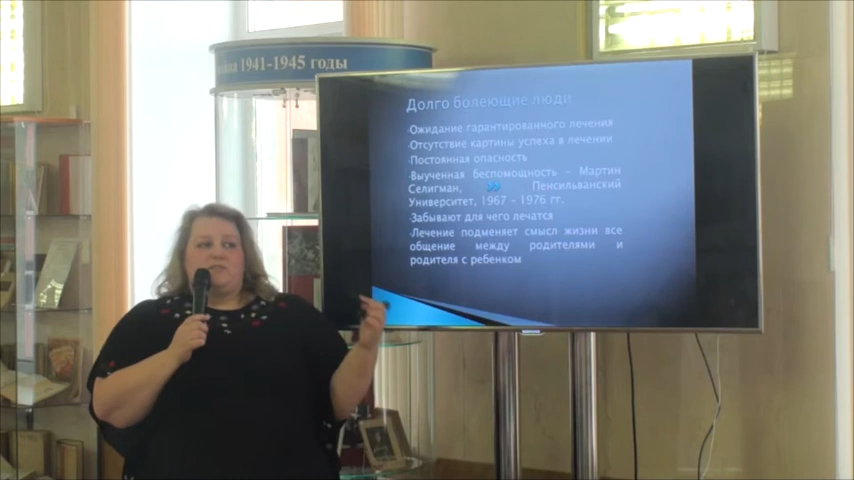 1941-1945 годы
Долго болеющие люди
Ожидание гарантированного лечения
Отсутствие картины успеха в лечении
Постоянная опасность
Выученная беспомощность – Мартин
Селигман, Пенсильванский
Университет, 1967 – 1976 гг.
Забывают для чего лечатся
Лечение подменяет смысл жизни все
общение между родителями и
родителя с ребенком